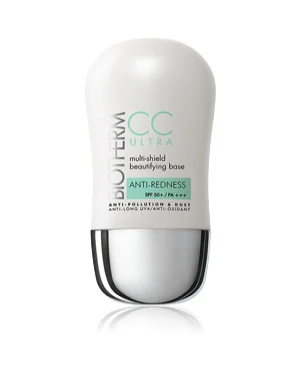 BIOTHERM
CC
ULTRA
multi-shield
beautifying base
ANTI-REDNESS
SPF 50+ / PA +++
ANTI-POLLUTION & DUST
ANTI-LONG UVA/ANTI-OXIDANT